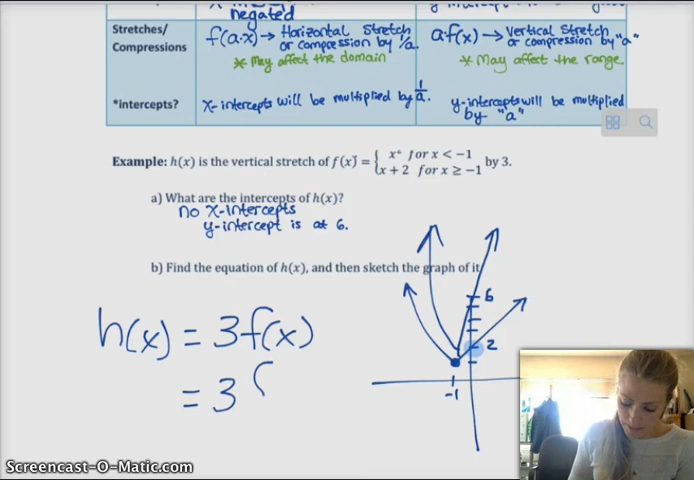 negated
Stretches/
Compressions
f(a·x) → Horizontal Stretch
or compression by 1/a.
* May affect the domain
a·f(x) → Vertical Stretch
or compression by "a"
* May affect the range.
*intercepts?
x-intercepts will be multiplied by 1/a.
y-intercepts will be multiplied
by "a"
Example: h(x) is the vertical stretch of f(x) = { x² for x < −1
x + 2 for x ≥ −1 by 3.
a) What are the intercepts of h(x)?
no x-intercepts
y-intercept is at 6.
b) Find the equation of h(x), and then sketch the graph of it
h(x) = 3f(x)
= 3 (
6
2
-1
Screencast-O-Matic.com